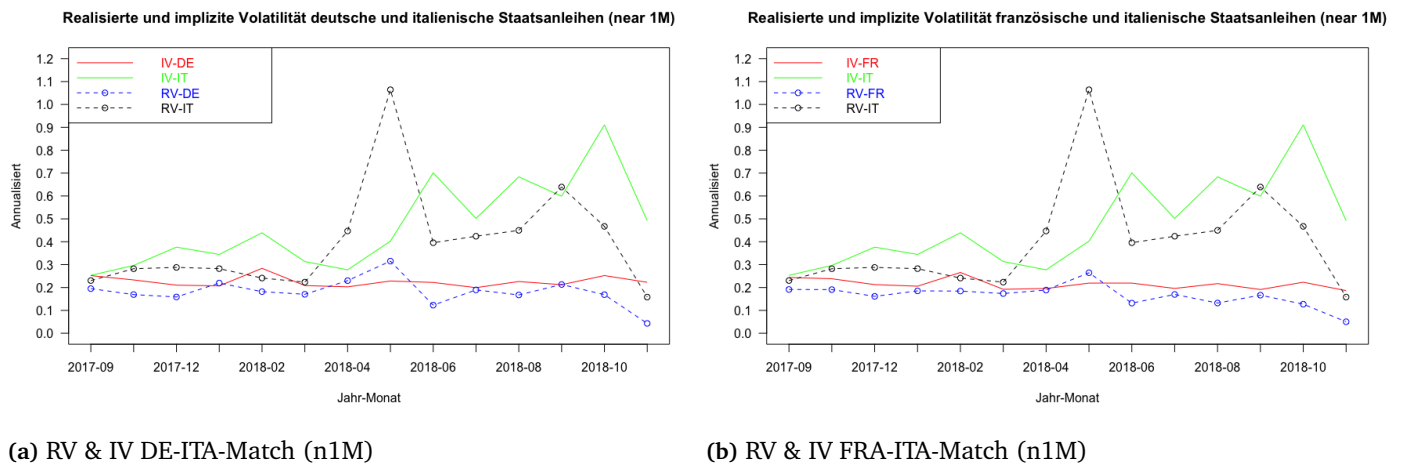 Realisierte und implizite Volatilität deutsche und italienische Staatsanleihen (near 1M)
1.2
1.1
1.0
0.9
0.8
0.7
0.6
0.5
0.4
0.3
0.2
0.1
0.0
Annualisiert
IV-DE
IV-IT
RV-DE
RV-IT
2017-09 2017-12 2018-02 2018-04 2018-06 2018-08 2018-10
Jahr-Monat
(a) RV & IV DE-ITA-Match (n1M)
Realisierte und implizite Volatilität französische und italienische Staatsanleihen (near 1M)
1.2
1.1
1.0
0.9
0.8
0.7
0.6
0.5
0.4
0.3
0.2
0.1
0.0
Annualisiert
IV-FR
IV-IT
RV-FR
RV-IT
2017-09 2017-12 2018-02 2018-04 2018-06 2018-08 2018-10
Jahr-Monat
(b) RV & IV FRA-ITA-Match (n1M)